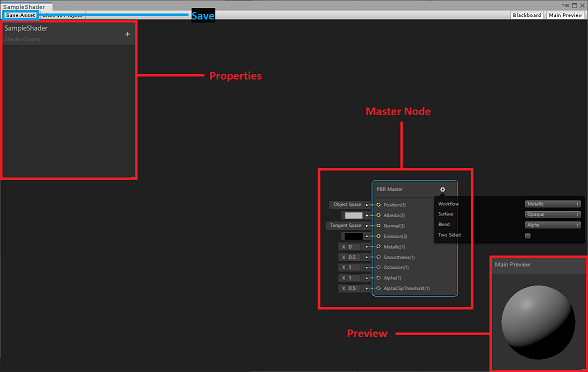 SampleShader
Save Asset
Save
Blackboard
Main Preview
SampleShader
Shader Graphs
+
Properties
Master Node
PBR Master
Object Space
Position(3)
Albedo(3)
Tangent Space
Normal(3)
Emission(3)
X 0
Metallic(1)
X 0.5
Smoothness(1)
X 1
Occlusion(1)
X 1
Alpha(1)
X 0.5
AlphaClipThreshold(1)
Workflow
Metallic
Surface
Opaque
Blend
Alpha
Two Sided
Main Preview
Preview